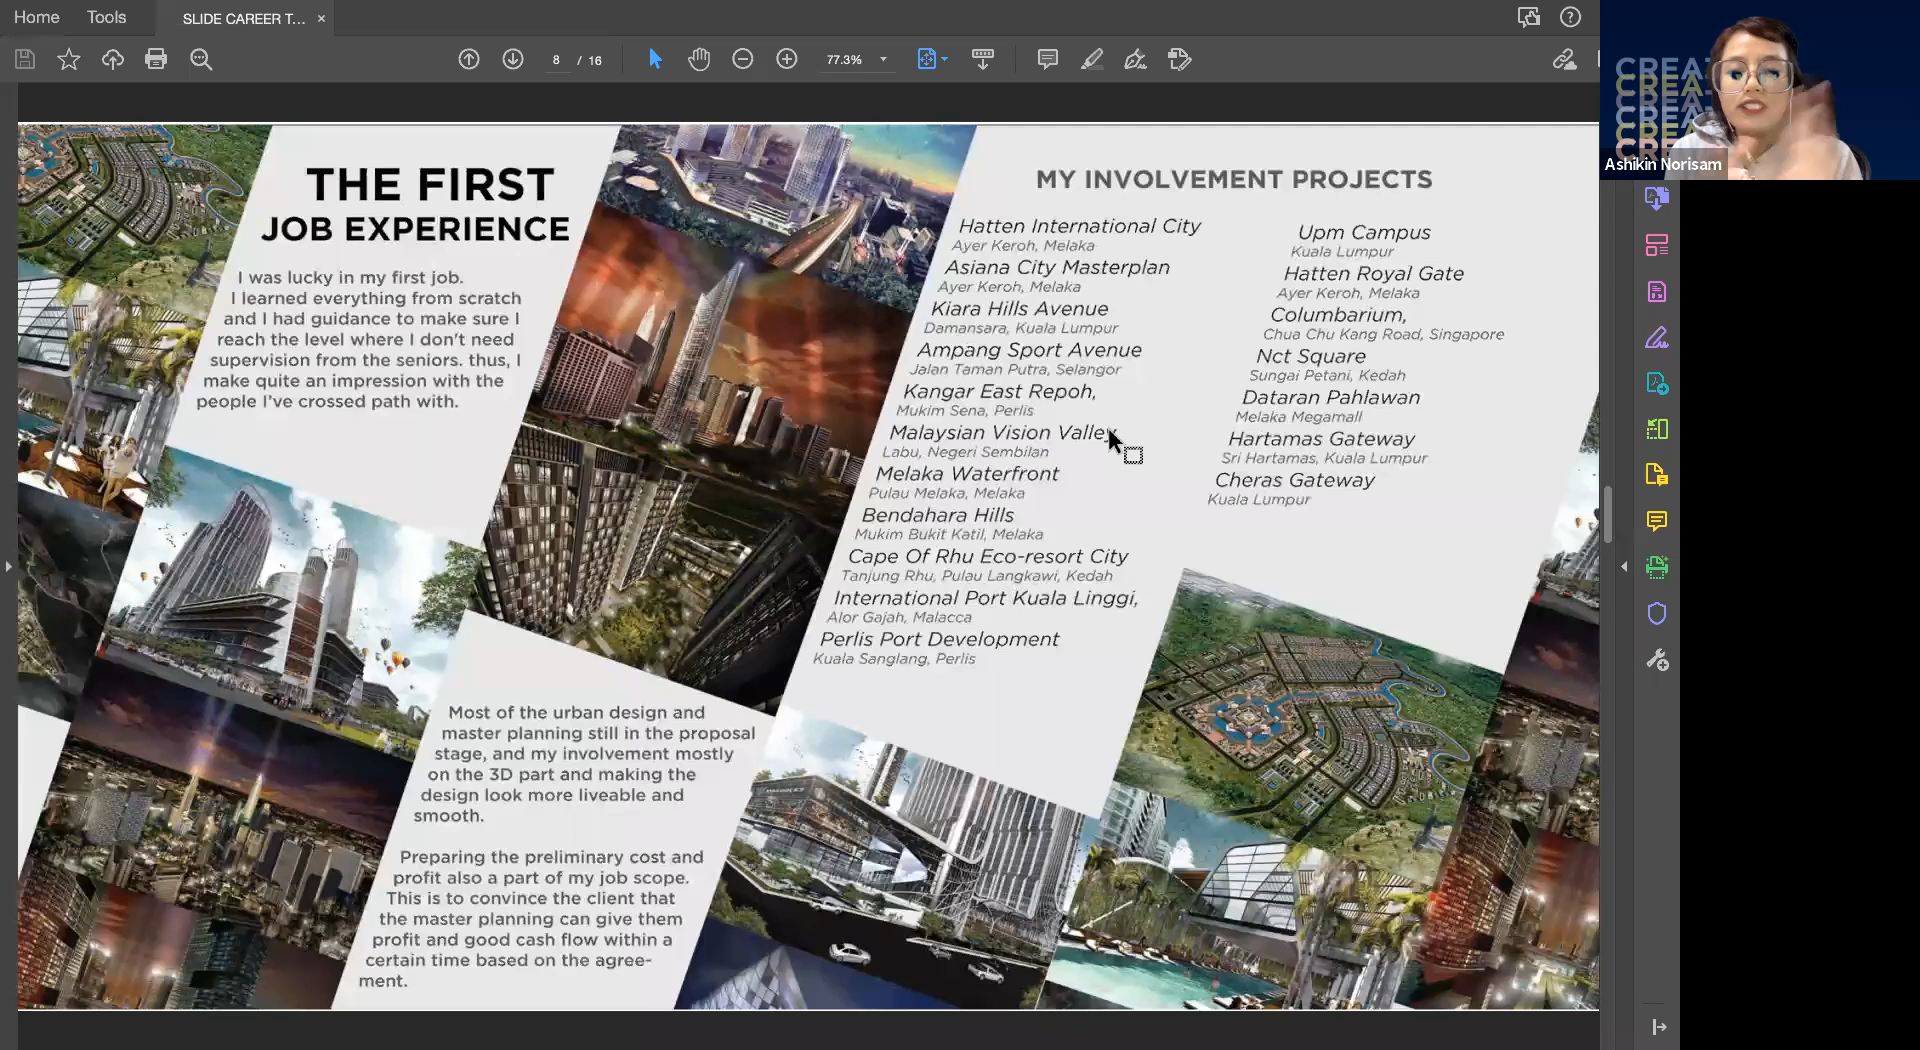 Home
Tools
SLIDE CAREER T... ×
8 / 16
77.3%
THE FIRST
JOB EXPERIENCE
I was lucky in my first job.
I learned everything from scratch
and I had guidance to make sure I
reach the level where I don't need
supervision from the seniors. thus, I
make quite an impression with the
people I've crossed path with.
Most of the urban design and
master planning still in the proposal
stage, and my involvement mostly
on the 3D part and making the
design look more liveable and
smooth.
Preparing the preliminary cost and
profit also a part of my job scope.
This is to convince the client that
the master planning can give them
profit and good cash flow within a
certain time based on the agree-
ment.
MY INVOLVEMENT PROJECTS
Hatten International City
Ayer Keroh, Melaka
Asiana City Masterplan
Ayer Keroh, Melaka
Kiara Hills Avenue
Damansara, Kuala Lumpur
Ampang Sport Avenue
Jalan Taman Putra, Selangor
Kangar East Repoh,
Mukim Sena, Perlis
Malaysian Vision Valley
Labu, Negeri Sembilan
Melaka Waterfront
Pulau Melaka, Melaka
Bendahara Hills
Mukim Bukit Katil, Melaka
Cape Of Rhu Eco-resort City
Tanjung Rhu, Pulau Langkawi, Kedah
International Port Kuala Linggi,
Alor Gajah, Malacca
Perlis Port Development
Kuala Sanglang, Perlis
Upm Campus
Kuala Lumpur
Hatten Royal Gate
Ayer Keroh, Melaka
Columbarium,
Chua Chu Kang Road, Singapore
Nct Square
Sungai Petani, Kedah
Dataran Pahlawan
Melaka Megamall
Hartamas Gateway
Sri Hartamas, Kuala Lumpur
Cheras Gateway
Kuala Lumpur
CREA
CREA
CREA
CREA
CREA
CRE
Ashikin Norisam